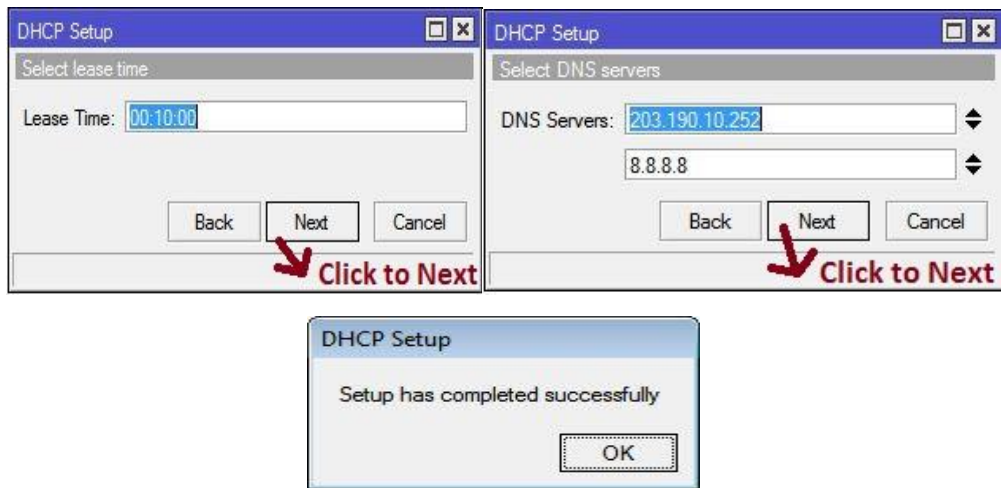 DHCP Setup
Select lease time
Lease Time: 00:10:00
Back Next Cancel
Click to Next
DHCP Setup
Select DNS servers
DNS Servers: 203.190.10.252
8.8.8.8
Back Next Cancel
Click to Next
DHCP Setup
Setup has completed successfully
OK